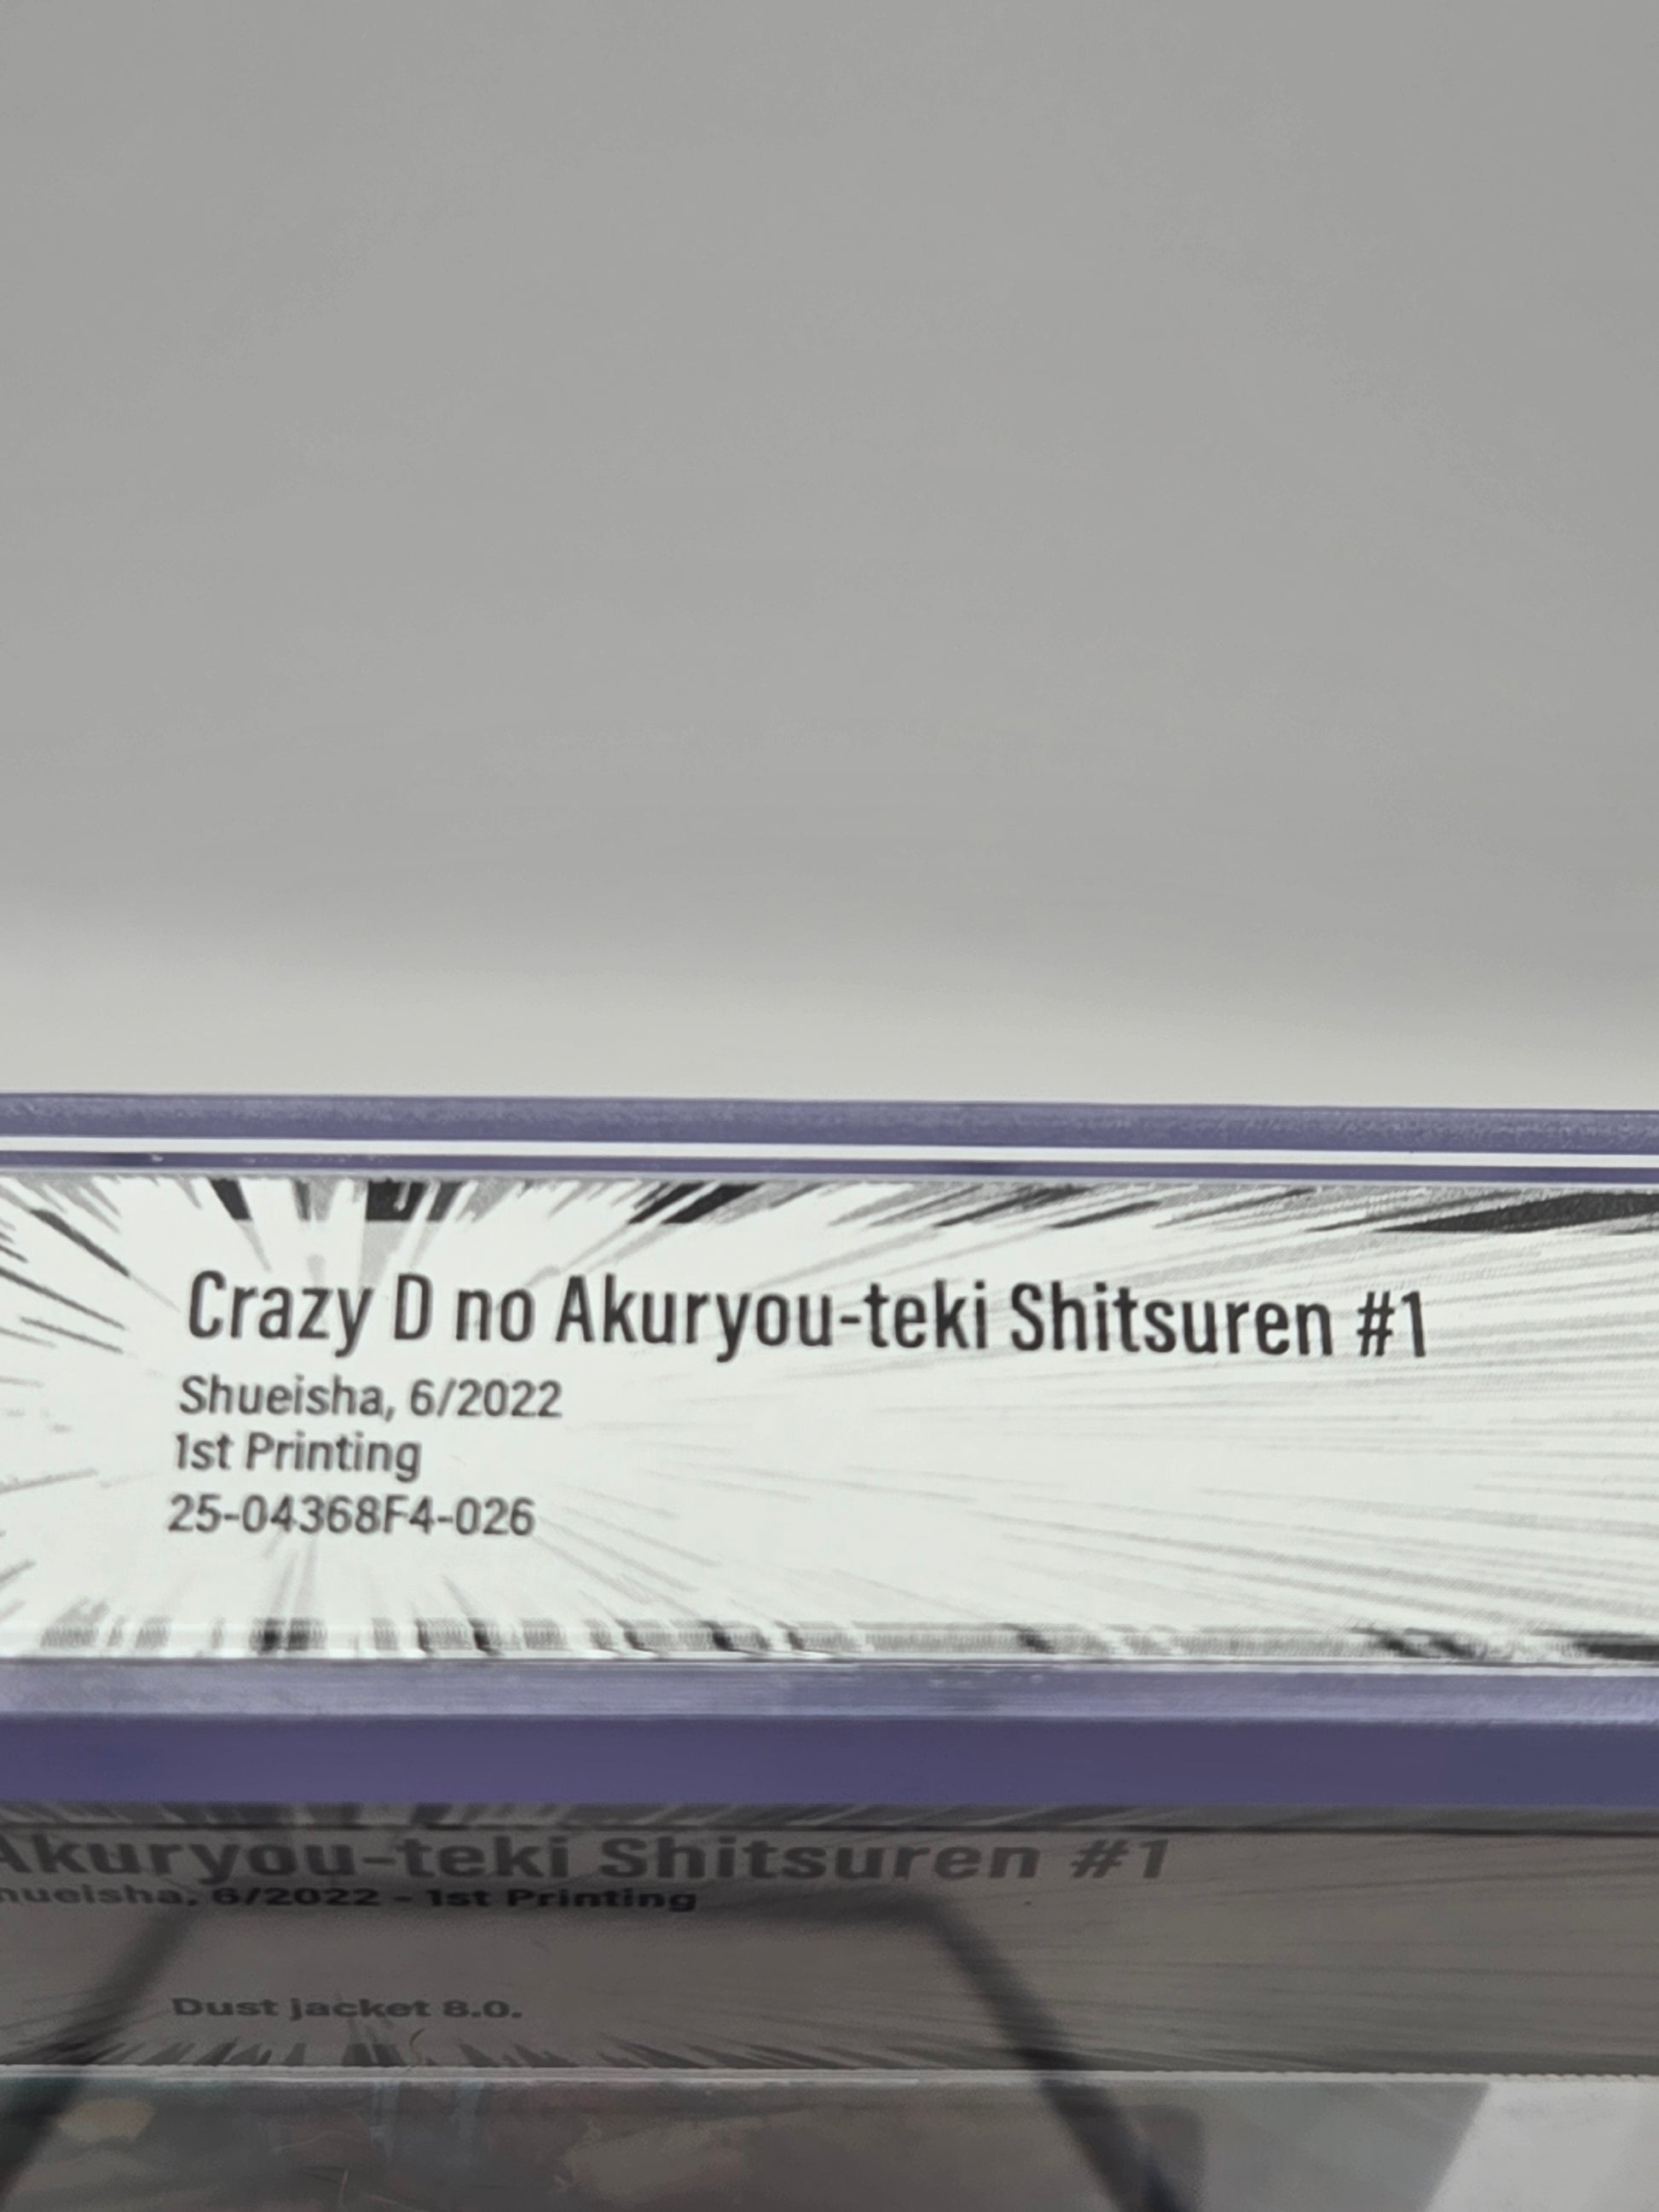 Crazy D no Akuryou-teki Shitsuren #1
Shueisha, 6/2022
1st Printing
25-04368F4-026
Akuryou-teki Shitsuren #1
hueisha, 6/2022 - 1st Printing
Dust jacket 8.0.